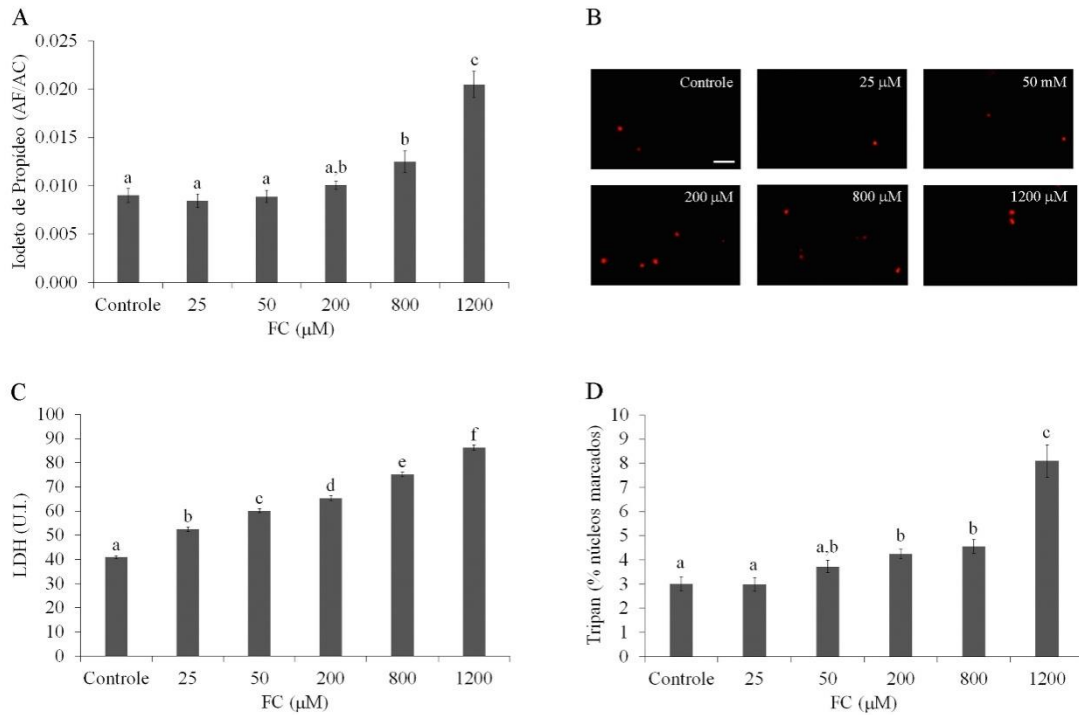 A
Iodeto de Propídeo (AF/AC)
0.025
0.020
0.015
0.010
0.005
0.000
a
a
a
a,b
b
c
Controle
25
50
200
800
1200
FC (μM)
B
Controle
25 μM
50 mM
200 μM
800 μM
1200 μM
C
LDH (U.I.)
100
90
80
70
60
50
40
30
20
10
0
a
b
c
d
e
f
Controle
25
50
200
800
1200
FC (μM)
D
Tripan (% núcleos marcados)
10
9
8
7
6
5
4
3
2
1
0
a
a
a,b
b
b
c
Controle
25
50
200
800
1200
FC (μM)